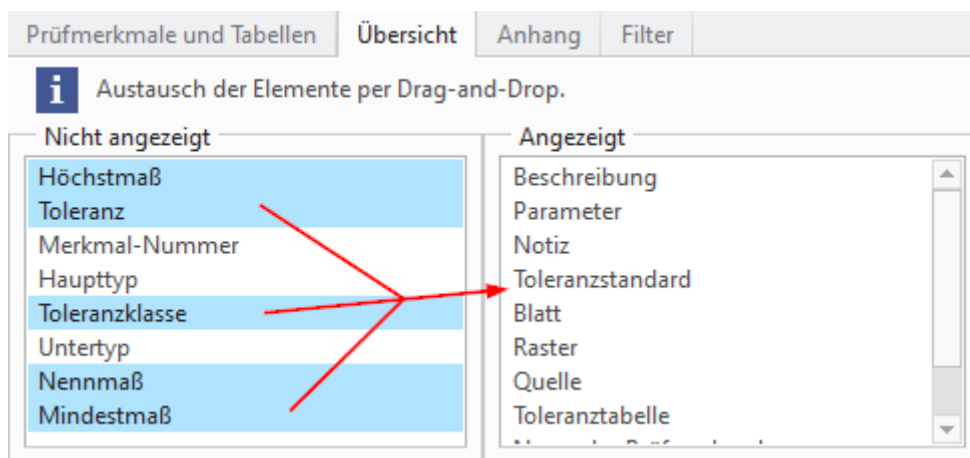 Prüfmerkmale und Tabellen Übersicht Anhang Filter
i Austausch der Elemente per Drag-and-Drop.
Nicht angezeigt
Höchstmaß
Toleranz
Merkmal-Nummer
Haupttyp
Toleranzklasse
Untertyp
Nennmaß
Mindestmaß
Angezeigt
Beschreibung
Parameter
Notiz
Toleranzstandard
Blatt
Raster
Quelle
Toleranztabelle